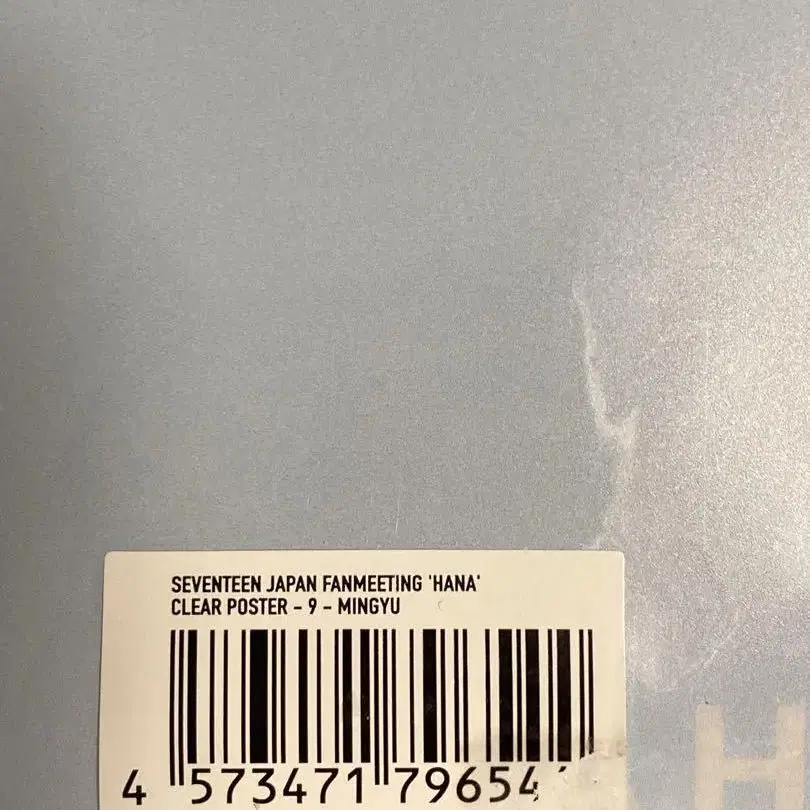 SEVENTEEN JAPAN FANMEETING 'HANA'
CLEAR POSTER - 9 - MINGYU
4 573471 79654
H